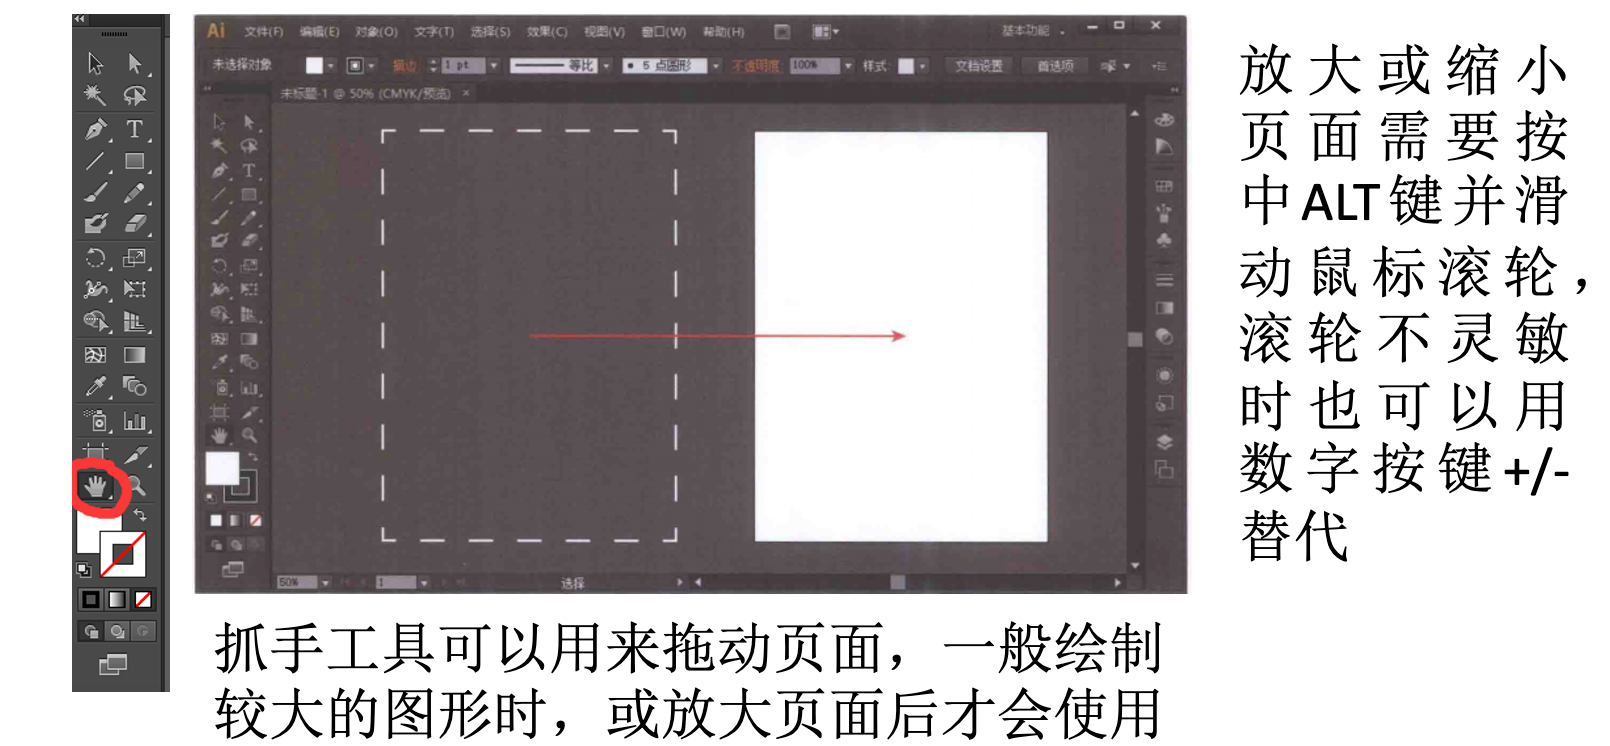 Ai 文件(F) 编辑(E) 对象(O) 文字(T) 选择(S) 效果(C) 视图(V) 窗口(W) 帮助(H) 基本功能
未选择对象 描边 1 pt 等比 5 点圆形 不透明度 100% 样式: 文档设置 首选项
未标题-1 @ 50% (CMYK/预览) ×
50% 1 选择
放大或缩小
页面需要按
中ALT键并滑
动鼠标滚轮，
滚轮不灵敏
时也可以用
数字按键+/-
替代
抓手工具可以用来拖动页面，一般绘制
较大的图形时，或放大页面后才会使用